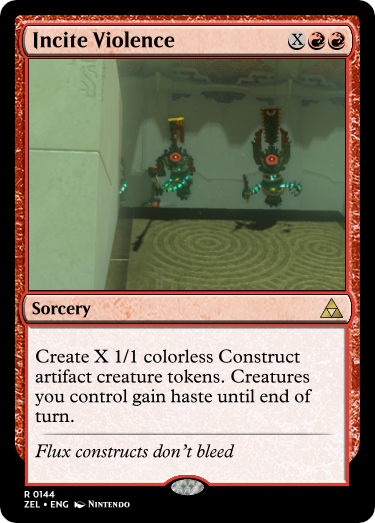 Incite Violence X
Sorcery
Create X 1/1 colorless Construct
artifact creature tokens. Creatures
you control gain haste until end of
turn.
Flux constructs don't bleed
R 0144
ZEL • ENG NINTENDO